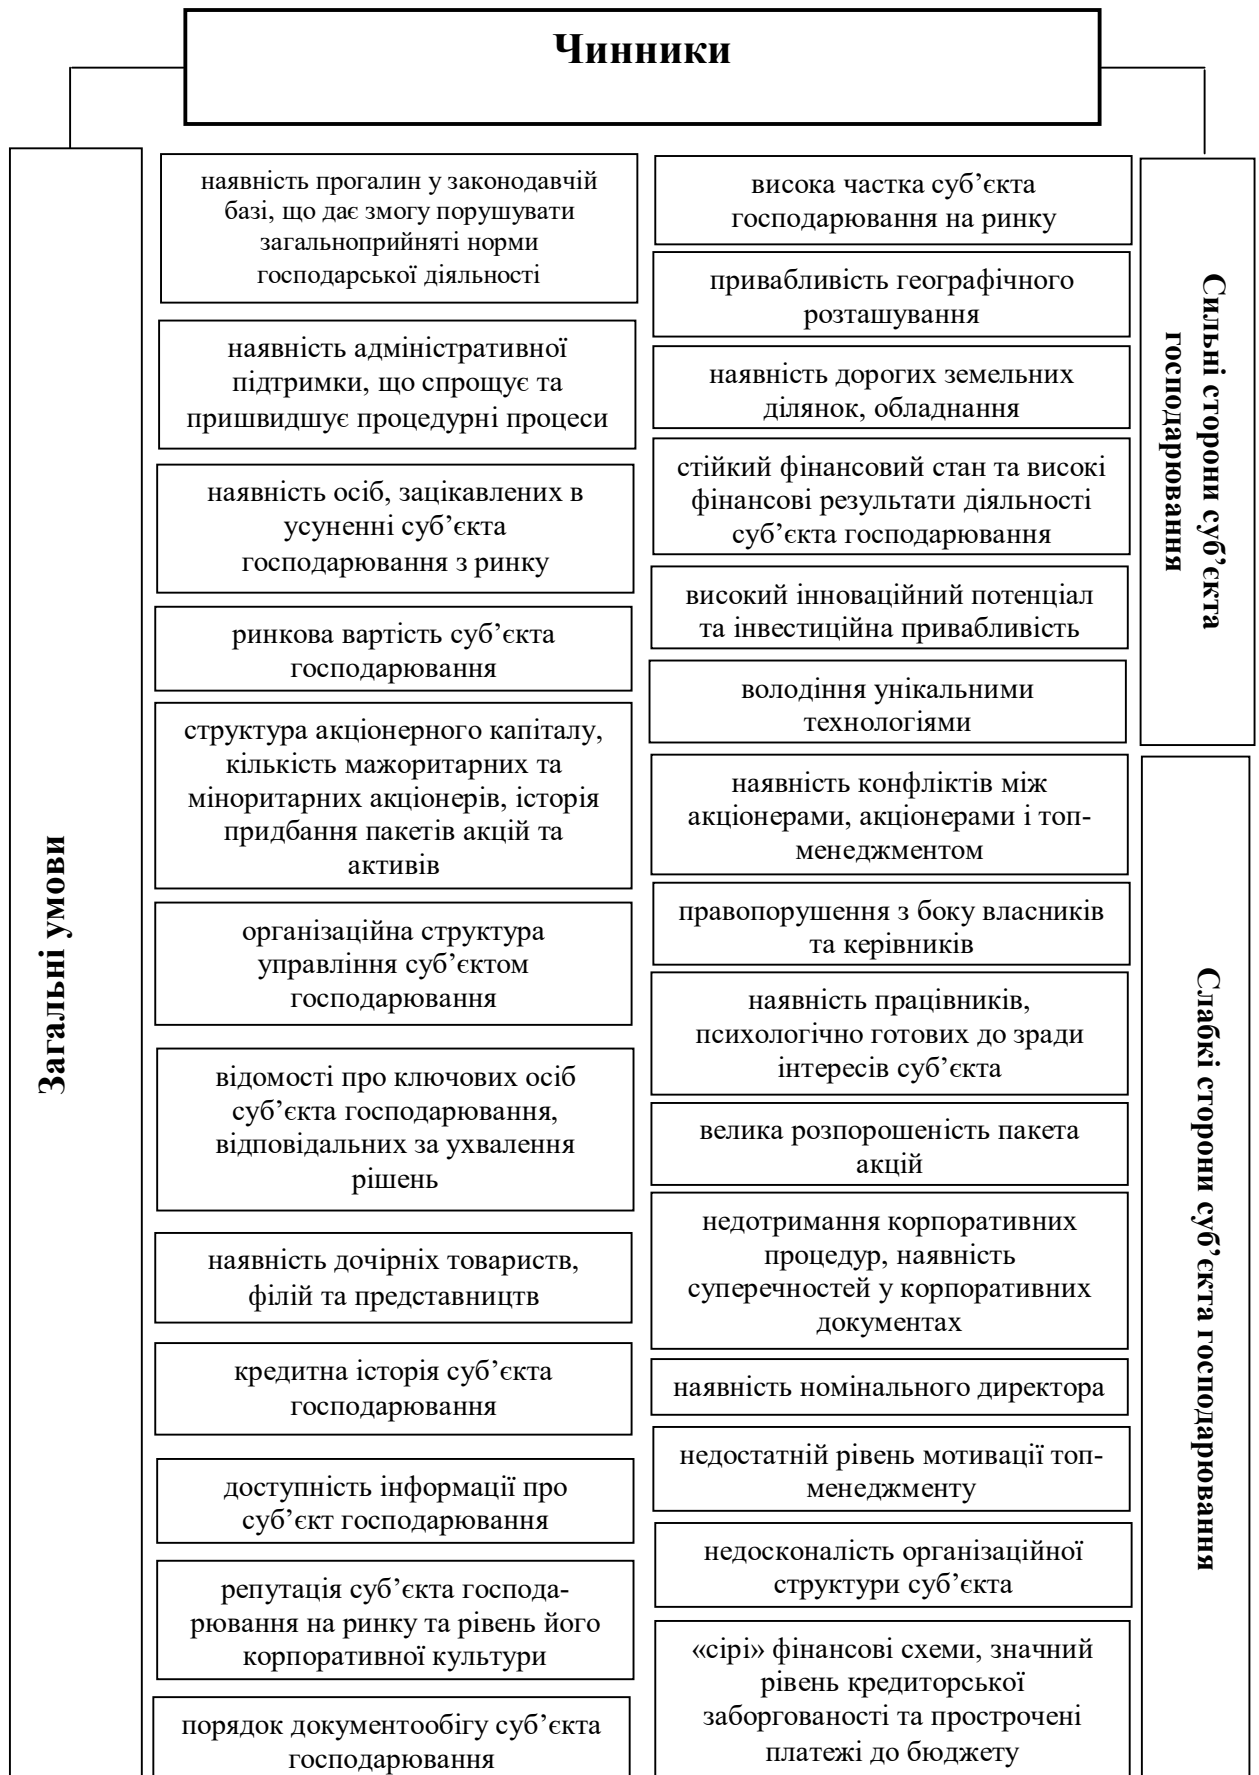 Чинники
Загальні умови
наявність прогалин у законодавчій
базі, що дає змогу порушувати
загальноприйняті норми
господарської діяльності
наявність адміністративної
підтримки, що спрощує та
пришвидшує процедурні процеси
наявність осіб, зацікавлених в
усуненні суб’єкта
господарювання з ринку
ринкова вартість суб’єкта
господарювання
структура акціонерного капіталу,
кількість мажоритарних та
міноритарних акціонерів, історія
придбання пакетів акцій та
активів
організаційна структура
управління суб’єктом
господарювання
відомості про ключових осіб
суб’єкта господарювання,
відповідальних за ухвалення
рішень
наявність дочірніх товариств,
філій та представництв
кредитна історія суб’єкта
господарювання
доступність інформації про
суб’єкт господарювання
репутація суб’єкта господа-
рювання на ринку та рівень його
корпоративної культури
порядок документообігу суб’єкта
господарювання
Сильні сторони суб’єкта
господарювання
висока частка суб’єкта
господарювання на ринку
привабливість географічного
розташування
наявність дорогих земельних
ділянок, обладнання
стійкий фінансовий стан та високі
фінансові результати діяльності
суб’єкта господарювання
високий інноваційний потенціал
та інвестиційна привабливість
володіння унікальними
технологіями
Слабкі сторони суб’єкта господарювання
наявність конфліктів між
акціонерами, акціонерами і топ-
менеджментом
правопорушення з боку власників
та керівників
наявність працівників,
психологічно готових до зради
інтересів суб’єкта
велика розпорошеність пакета
акцій
недотримання корпоративних
процедур, наявність
суперечностей у корпоративних
документах
наявність номінального директора
недостатній рівень мотивації топ-
менеджменту
недосконалість організаційної
структури суб’єкта
«сірі» фінансові схеми, значний
рівень кредиторської
заборгованості та прострочені
платежі до бюджету